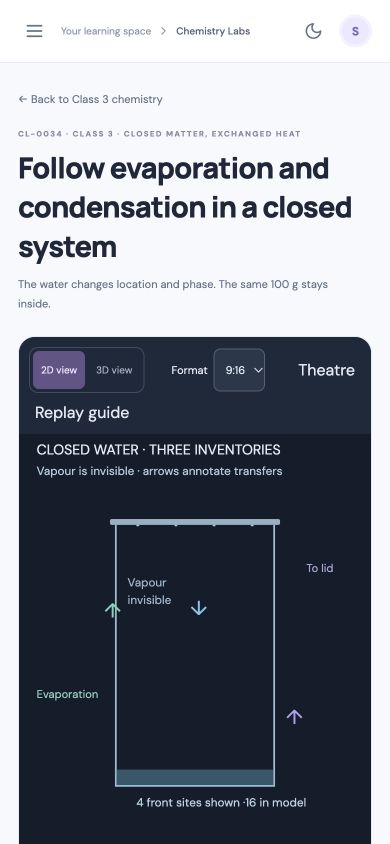 Your learning space > Chemistry Labs
S
← Back to Class 3 chemistry
CL-0034 · CLASS 3 · CLOSED MATTER, EXCHANGED HEAT
Follow evaporation and
condensation in a closed
system
The water changes location and phase. The same 100 g stays
inside.
2D view 3D view Format 9:16 Theatre
Replay guide
CLOSED WATER · THREE INVENTORIES
Vapour is invisible · arrows annotate transfers
To lid
Vapour
invisible
Evaporation
4 front sites shown ·16 in model